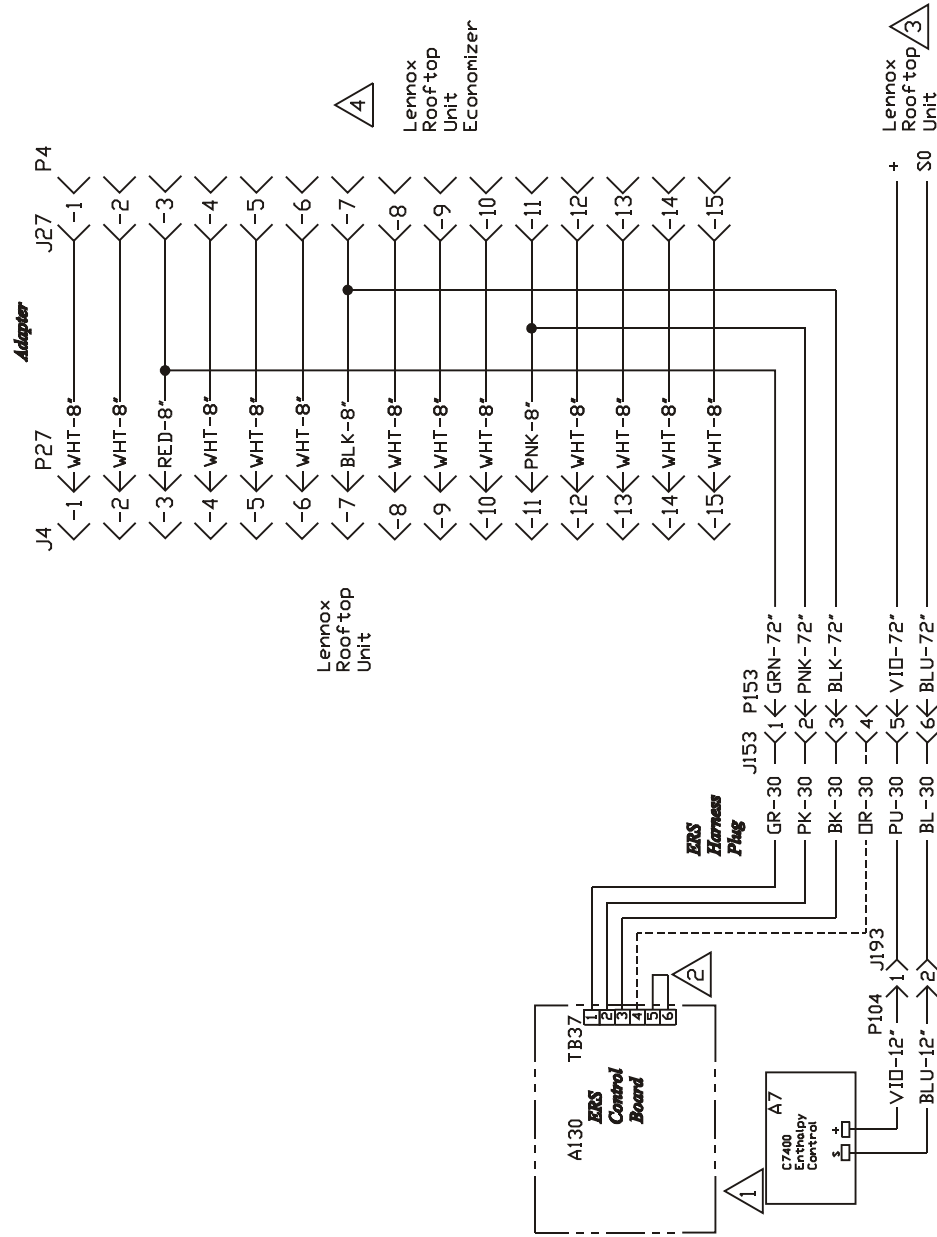 Adapter
J4
P27
J27
P4
-1 WHT-8" -1
-2 WHT-8" -2
-3 RED-8" -3
-4 WHT-8" -4
-5 WHT-8" -5
-6 WHT-8" -6
-7 BLK-8" -7
-8 WHT-8" -8
-9 WHT-8" -9
-10 WHT-8" -10
-11 PNK-8" -11
-12 WHT-8" -12
-13 WHT-8" -13
-14 WHT-8" -14
-15 WHT-8" -15
Lennox
Rooftop
Unit
4
Lennox
Rooftop
Unit
Economizer
ERS
Harness
Plug
J153
P153
GR-30 1 GRN-72"
PK-30 2 PNK-72"
BK-30 3 BLK-72"
OR-30 4
PU-30 5 VIO-72" +
BL-30 6 BLU-72" SO
Lennox
Rooftop
Unit
3
A130
TB37
ERS
Control
Board
1
2
3
4
5
6
2
1
A7
C7400
Enthalpy
Control
S
+
P104
J193
VIO-12" 1
BLU-12" 2